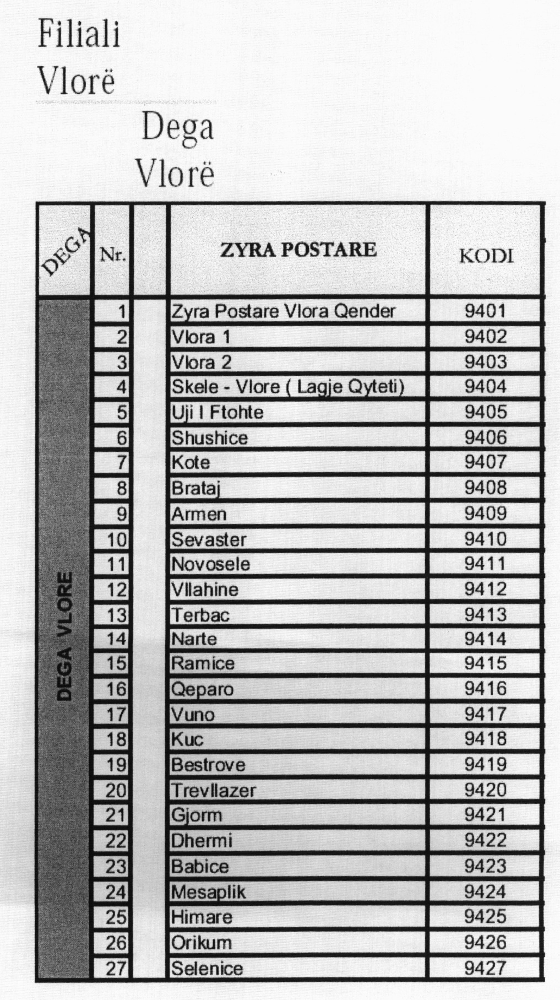 Filiali
Vlorë
Dega
Vlorë
DEGA Nr. ZYRA POSTARE KODI
DEGA VLORE
1 Zyra Postare Vlora Qender 9401
2 Vlora 1 9402
3 Vlora 2 9403
4 Skele - Vlore ( Lagje Qyteti) 9404
5 Uji I Ftohte 9405
6 Shushice 9406
7 Kote 9407
8 Brataj 9408
9 Armen 9409
10 Sevaster 9410
11 Novosele 9411
12 Vllahine 9412
13 Terbac 9413
14 Narte 9414
15 Ramice 9415
16 Qeparo 9416
17 Vuno 9417
18 Kuc 9418
19 Bestrove 9419
20 Trevllazer 9420
21 Gjorm 9421
22 Dhermi 9422
23 Babice 9423
24 Mesaplik 9424
25 Himare 9425
26 Orikum 9426
27 Selenice 9427